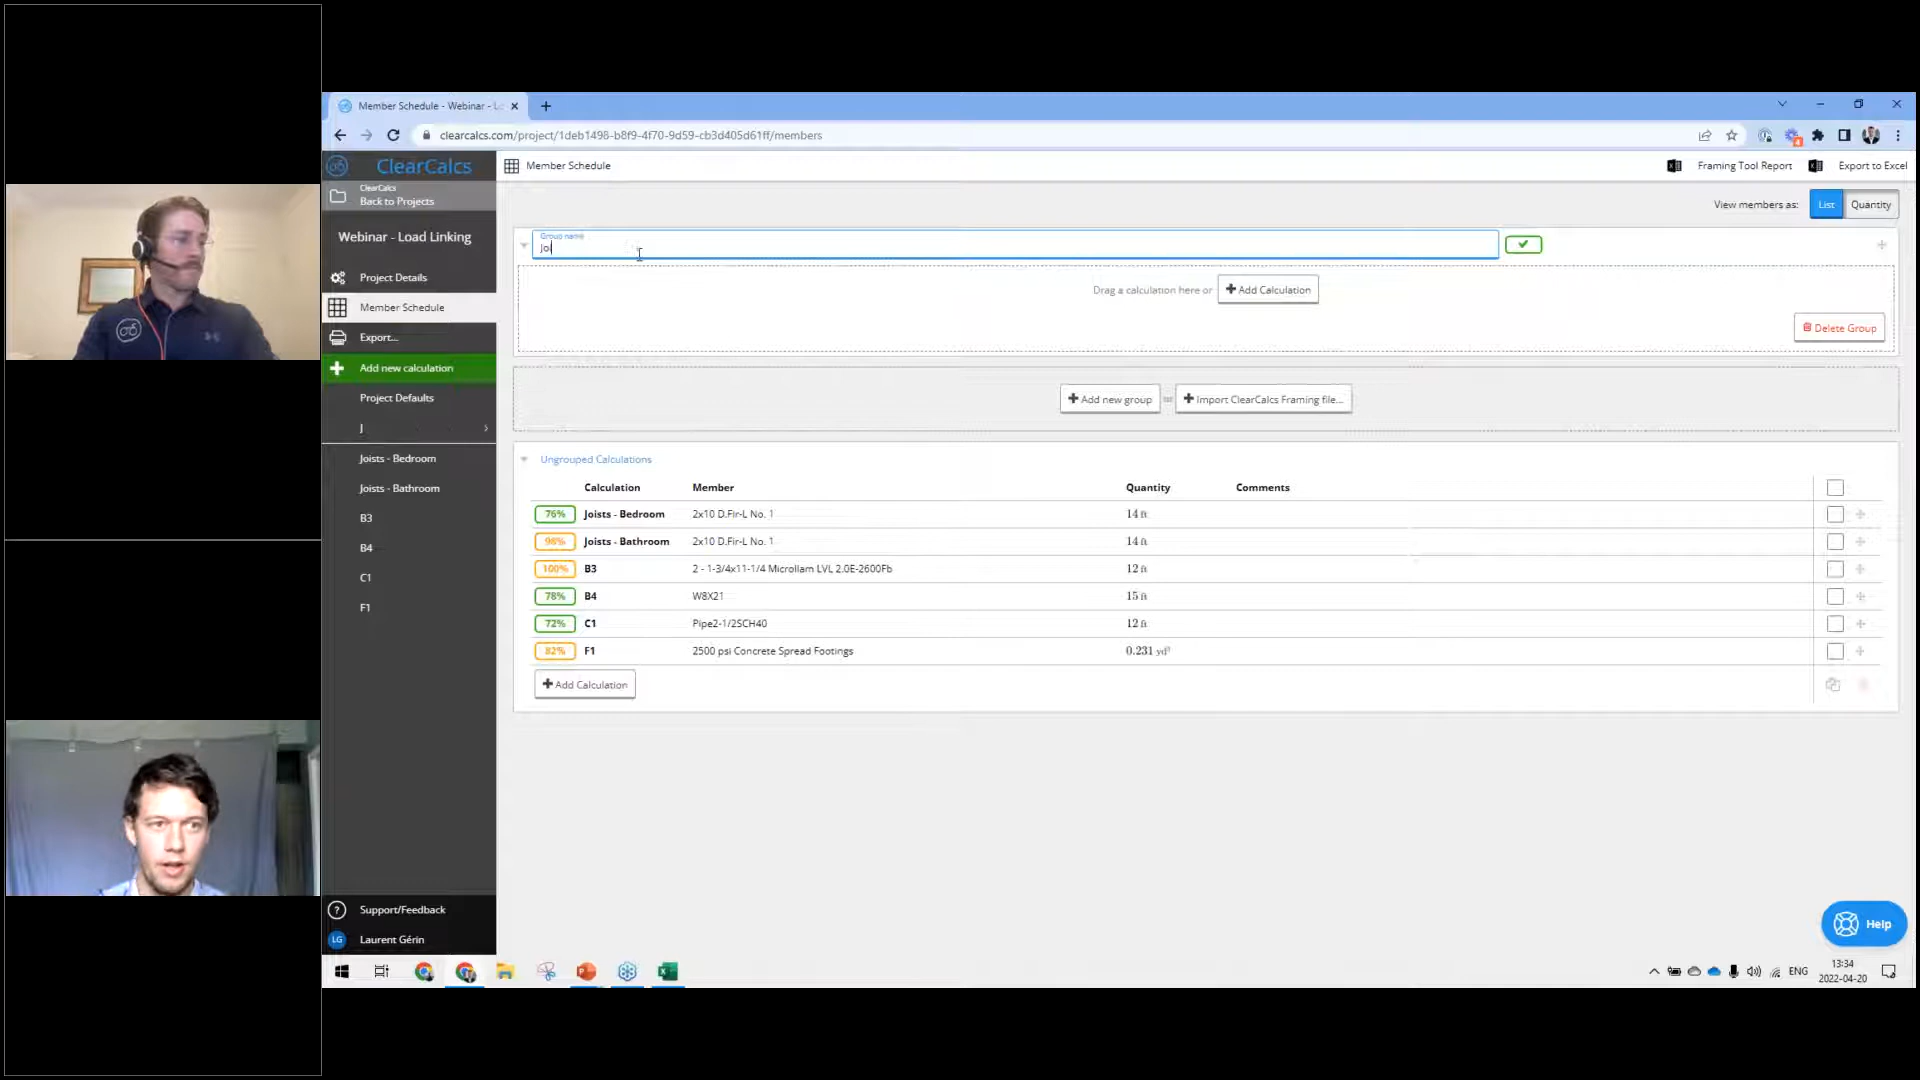 Member Schedule - Webinar - Lo
clearcalcs.com/project/1deb1498-b8f9-4f70-9d59-cb3d405d61ff/members
ClearCalcs
ClearCalcs
Back to Projects
Webinar - Load Linking
Project Details
Member Schedule
Export...
Add new calculation
Project Defaults
J
Joists - Bedroom
Joists - Bathroom
B3
B4
C1
F1
Support/Feedback
LG
Laurent Gérin
Member Schedule
Framing Tool Report
Export to Excel
View members as:
List
Quantity
Group name
Joi
Drag a calculation here or
Add Calculation
Delete Group
Add new group
or
Import ClearCalcs Framing file...
Ungrouped Calculations
Calculation Member Quantity Comments
76% Joists - Bedroom 2x10 D.Fir-L No. 1 14 ft
98% Joists - Bathroom 2x10 D.Fir-L No. 1 14 ft
100% B3 2 - 1-3/4x11-1/4 Microllam LVL 2.0E-2600Fb 12 ft
78% B4 W8X21 15 ft
72% C1 Pipe2-1/2SCH40 12 ft
82% F1 2500 psi Concrete Spread Footings 0.231 yd³
Add Calculation
Help
ENG
13:34
2022-04-20